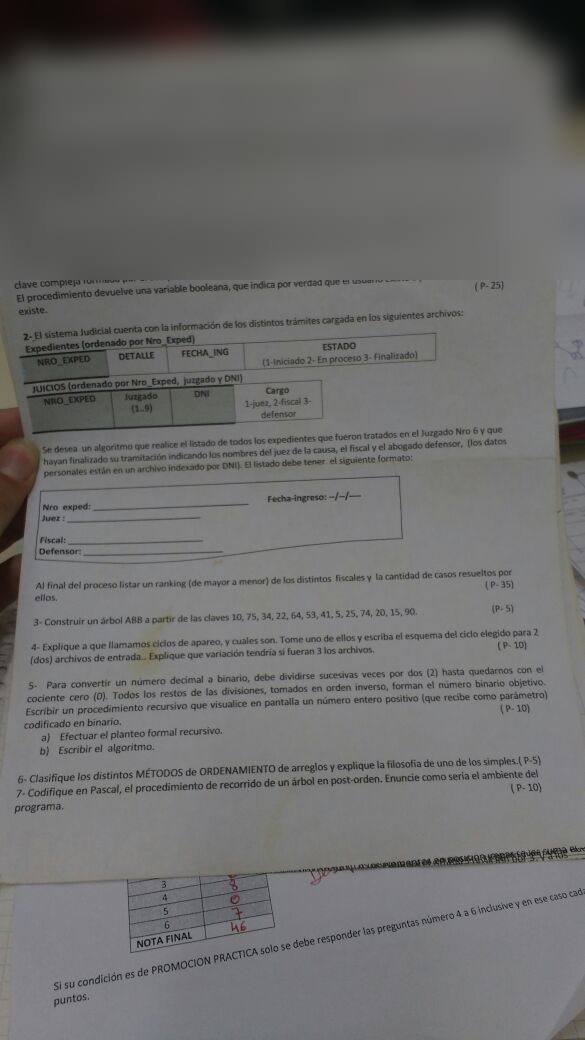 clave compleja
El procedimiento devuelve una variable booleana, que indica por verdad que el usuario
existe.
( P- 25)
2- El sistema Judicial cuenta con la información de los distintos trámites cargada en los siguientes archivos:
Expedientes (ordenado por Nro_Exped)
NRO_EXPED DETALLE FECHA_ING ESTADO
(1-Iniciado 2- En proceso 3- Finalizado)
JUICIOS (ordenado por Nro_Exped, juzgado y DNI)
NRO_EXPED Juzgado DNI Cargo
(1..9) 1-juez, 2-fiscal 3-
defensor
Se desea un algoritmo que realice el listado de todos los expedientes que fueron tratados en el Juzgado Nro 6 y que
hayan finalizado su tramitación indicando los nombres del juez de la causa, el fiscal y el abogado defensor, (los datos
personales están en un archivo indexado por DNI). El listado debe tener el siguiente formato:
Nro exped: Fecha-ingreso: --/--/----
Juez :
Fiscal:
Defensor:
Al final del proceso listar un ranking (de mayor a menor) de los distintos fiscales y la cantidad de casos resueltos por
ellos. ( P- 35)
3- Construir un árbol ABB a partir de las claves 10, 75, 34, 22, 64, 53, 41, 5, 25, 74, 20, 15, 90. (P- 5)
4- Explique a que llamamos ciclos de apareo, y cuales son. Tome uno de ellos y escriba el esquema del ciclo elegido para 2
(dos) archivos de entrada.. Explique que variación tendría si fueran 3 los archivos. ( P- 10)
5- Para convertir un número decimal a binario, debe dividirse sucesivas veces por dos (2) hasta quedarnos con el
cociente cero (0). Todos los restos de las divisiones, tomados en orden inverso, forman el número binario objetivo.
Escribir un procedimiento recursivo que visualice en pantalla un número entero positivo (que recibe como parámetro)
codificado en binario. ( P- 10)
a) Efectuar el planteo formal recursivo.
b) Escribir el algoritmo.
6- Clasifique los distintos MÉTODOS de ORDENAMIENTO de arreglos y explique la filosofía de uno de los simples.( P-5)
7- Codifique en Pascal, el procedimiento de recorrido de un árbol en post-orden. Enuncie como sería el ambiente del
programa. ( P- 10)
3 8
4 0
5 7
6
NOTA FINAL 46
Si su condición es de PROMOCION PRACTICA solo se debe responder las preguntas número 4 a 6 inclusive y en ese caso cada
puntos.